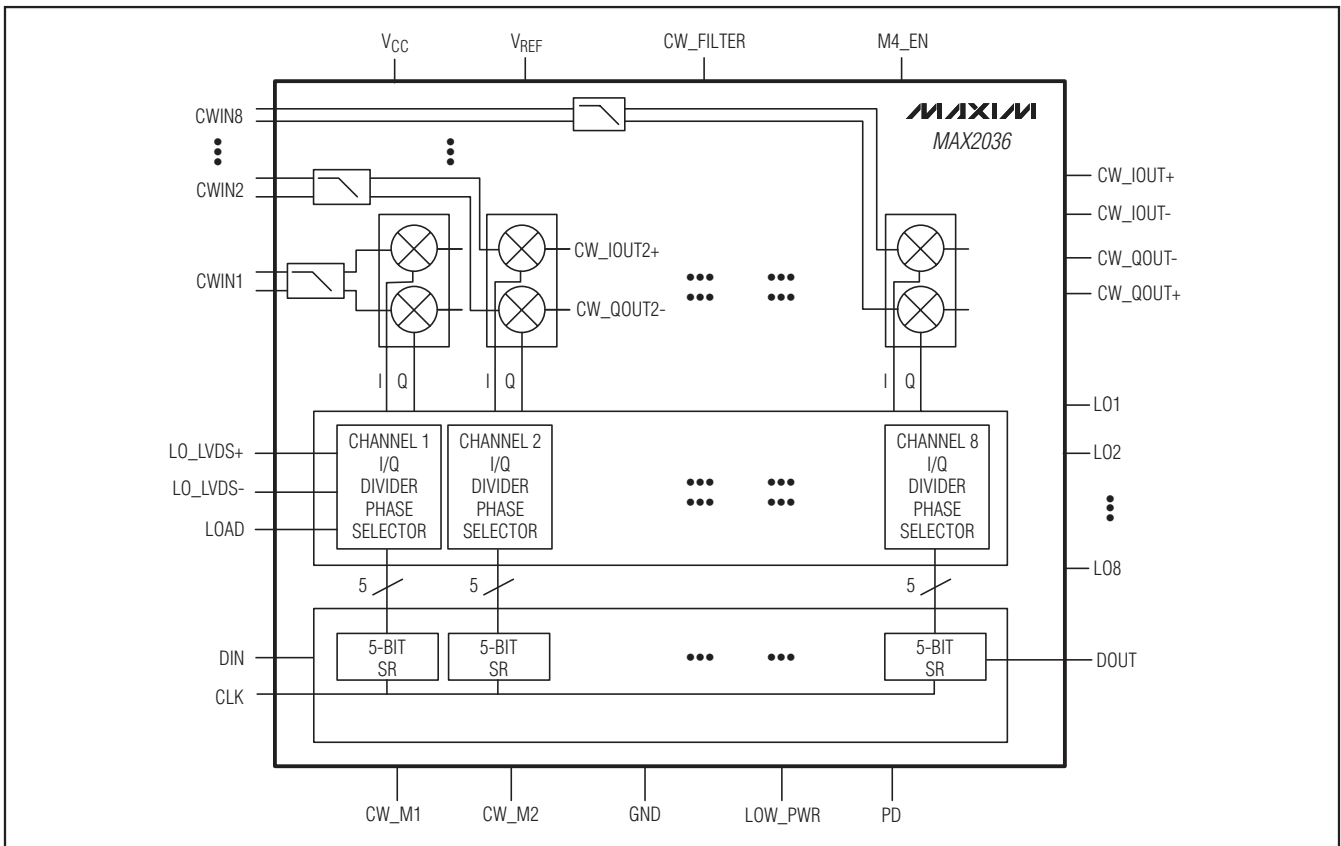 VCC VREF CW_FILTER M4_EN
CWIN8
MAXIM
MAX2036
CWIN2
CW_IOUT+
CW_IOUT-
CW_QOUT-
CW_QOUT+
CW_IOUT2+
CWIN1
CW_QOUT2-
I Q I Q I Q
LO1
LO2
LO8
LO_LVDS+
LO_LVDS-
LOAD
CHANNEL 1
I/Q
DIVIDER
PHASE
SELECTOR
CHANNEL 2
I/Q
DIVIDER
PHASE
SELECTOR
CHANNEL 8
I/Q
DIVIDER
PHASE
SELECTOR
5 5 5
DIN
CLK
5-BIT
SR
5-BIT
SR
5-BIT
SR
DOUT
CW_M1 CW_M2 GND LOW_PWR PD